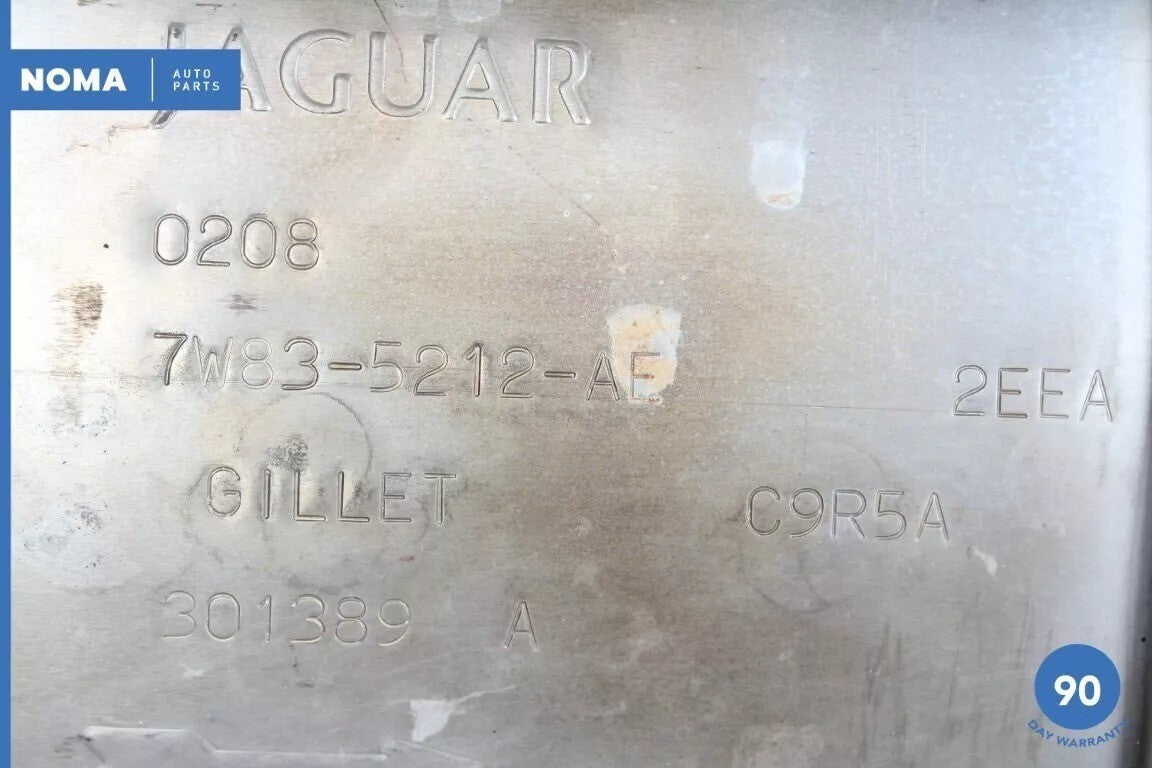 JAGUAR
NOMA AUTO PARTS
0208
7W83-5212-AE
2EEA
GILLET
C9R5A
301389 A
90
DAY WARRANTY